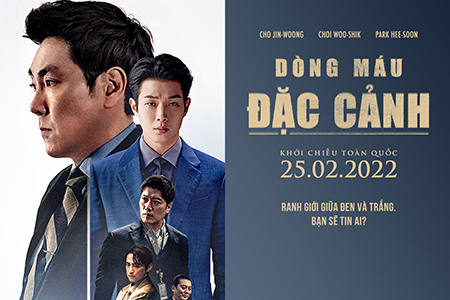 CHO JIN-WOONG CHOI WOO-SHIK PARK HEE-SOON
DÒNG MÁU
ĐẶC CẢNH
KHỞI CHIẾU TOÀN QUỐC
25.02.2022
RANH GIỚI GIỮA ĐEN VÀ TRẮNG.
BẠN SẼ TIN AI?